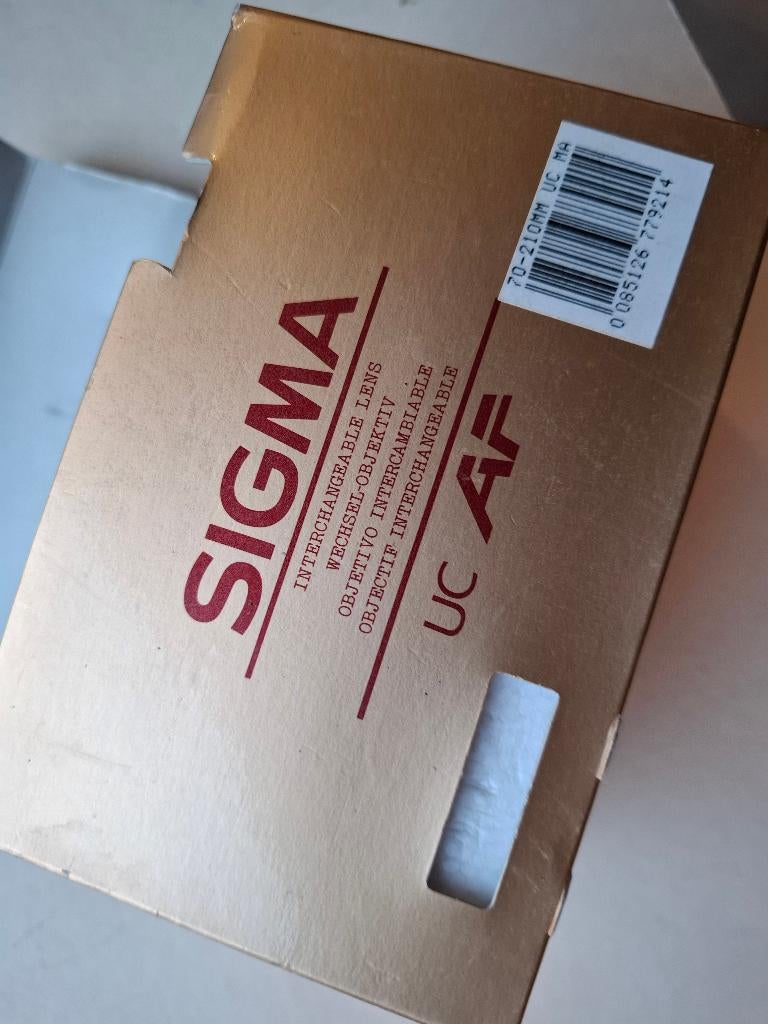 SIGMA
INTERCHANGEABLE LENS
WECHSEL-OBJEKTIV
OBJETIVO INTERCAMBIABLE
OBJECTIF INTERCHANGEABLE
UC AF
70-210MM UC MA
0 085126 779214